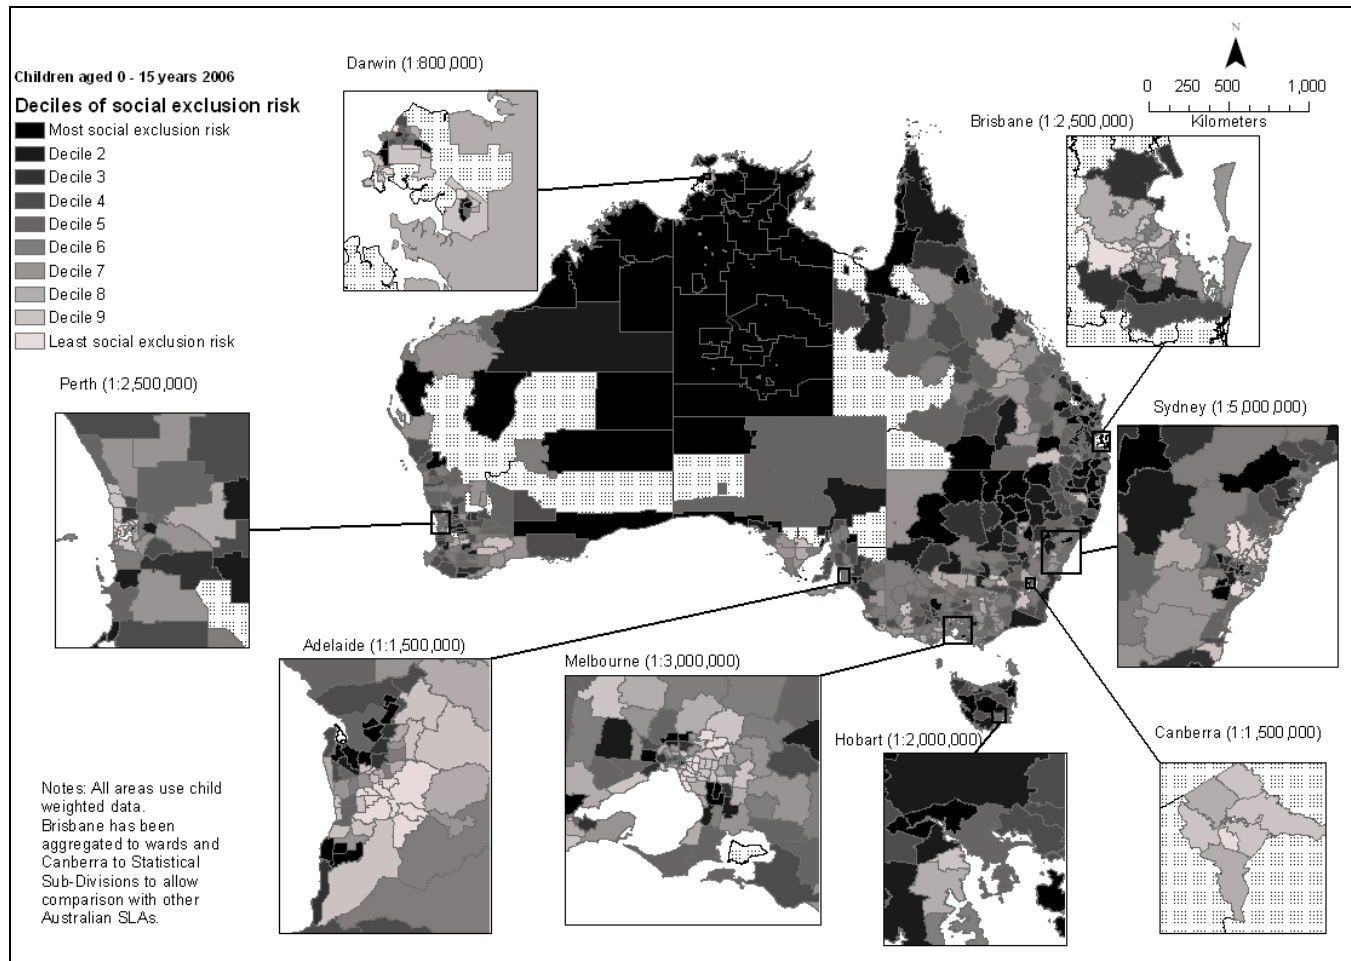 Children aged 0 - 15 years 2006
Deciles of social exclusion risk
Most social exclusion risk
Decile 2
Decile 3
Decile 4
Decile 5
Decile 6
Decile 7
Decile 8
Decile 9
Least social exclusion risk
Darwin (1:800,000)
N
0 250 500 1,000
Kilometers
Brisbane (1:2,500,000)
Perth (1:2,500,000)
Sydney (1:5,000,000)
Adelaide (1:1,500,000)
Melbourne (1:3,000,000)
Hobart (1:2,000,000)
Canberra (1:1,500,000)
Notes: All areas use child
weighted data.
Brisbane has been
aggregated to wards and
Canberra to Statistical
Sub-Divisions to allow
comparison with other
Australian SLAs.